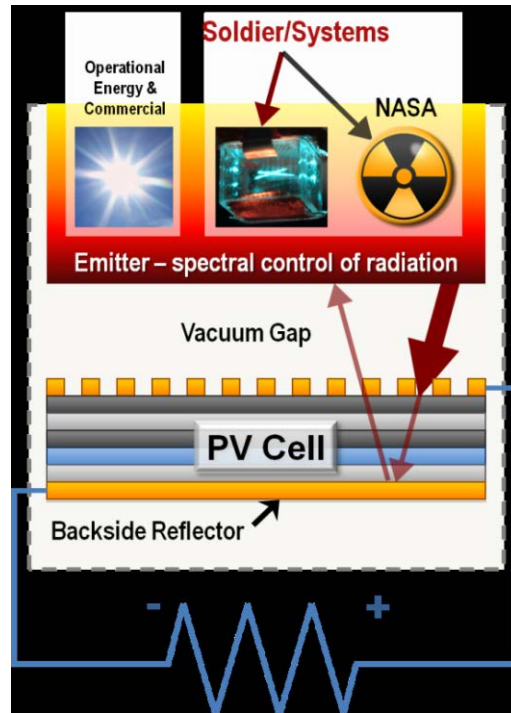 Soldier/Systems
Operational
Energy &
Commercial
NASA
Emitter – spectral control of radiation
Vacuum Gap
PV Cell
Backside Reflector
- +